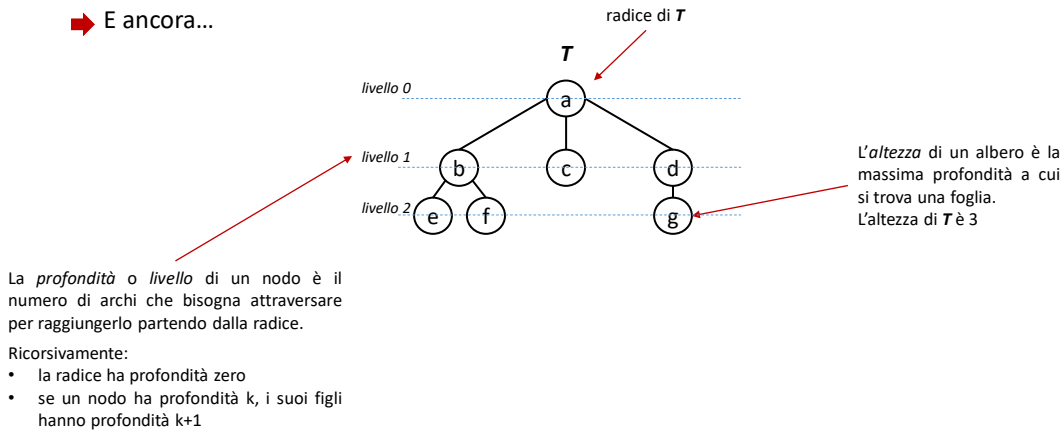 E ancora...
radice di T
T
livello 0
a
livello 1
b
c
d
L'altezza di un albero è la
massima profondità a cui
si trova una foglia.
L'altezza di T è 3
livello 2
e
f
g
La profondità o livello di un nodo è il
numero di archi che bisogna attraversare
per raggiungerlo partendo dalla radice.
Ricorsivamente:
• la radice ha profondità zero
• se un nodo ha profondità k, i suoi figli
hanno profondità k+1